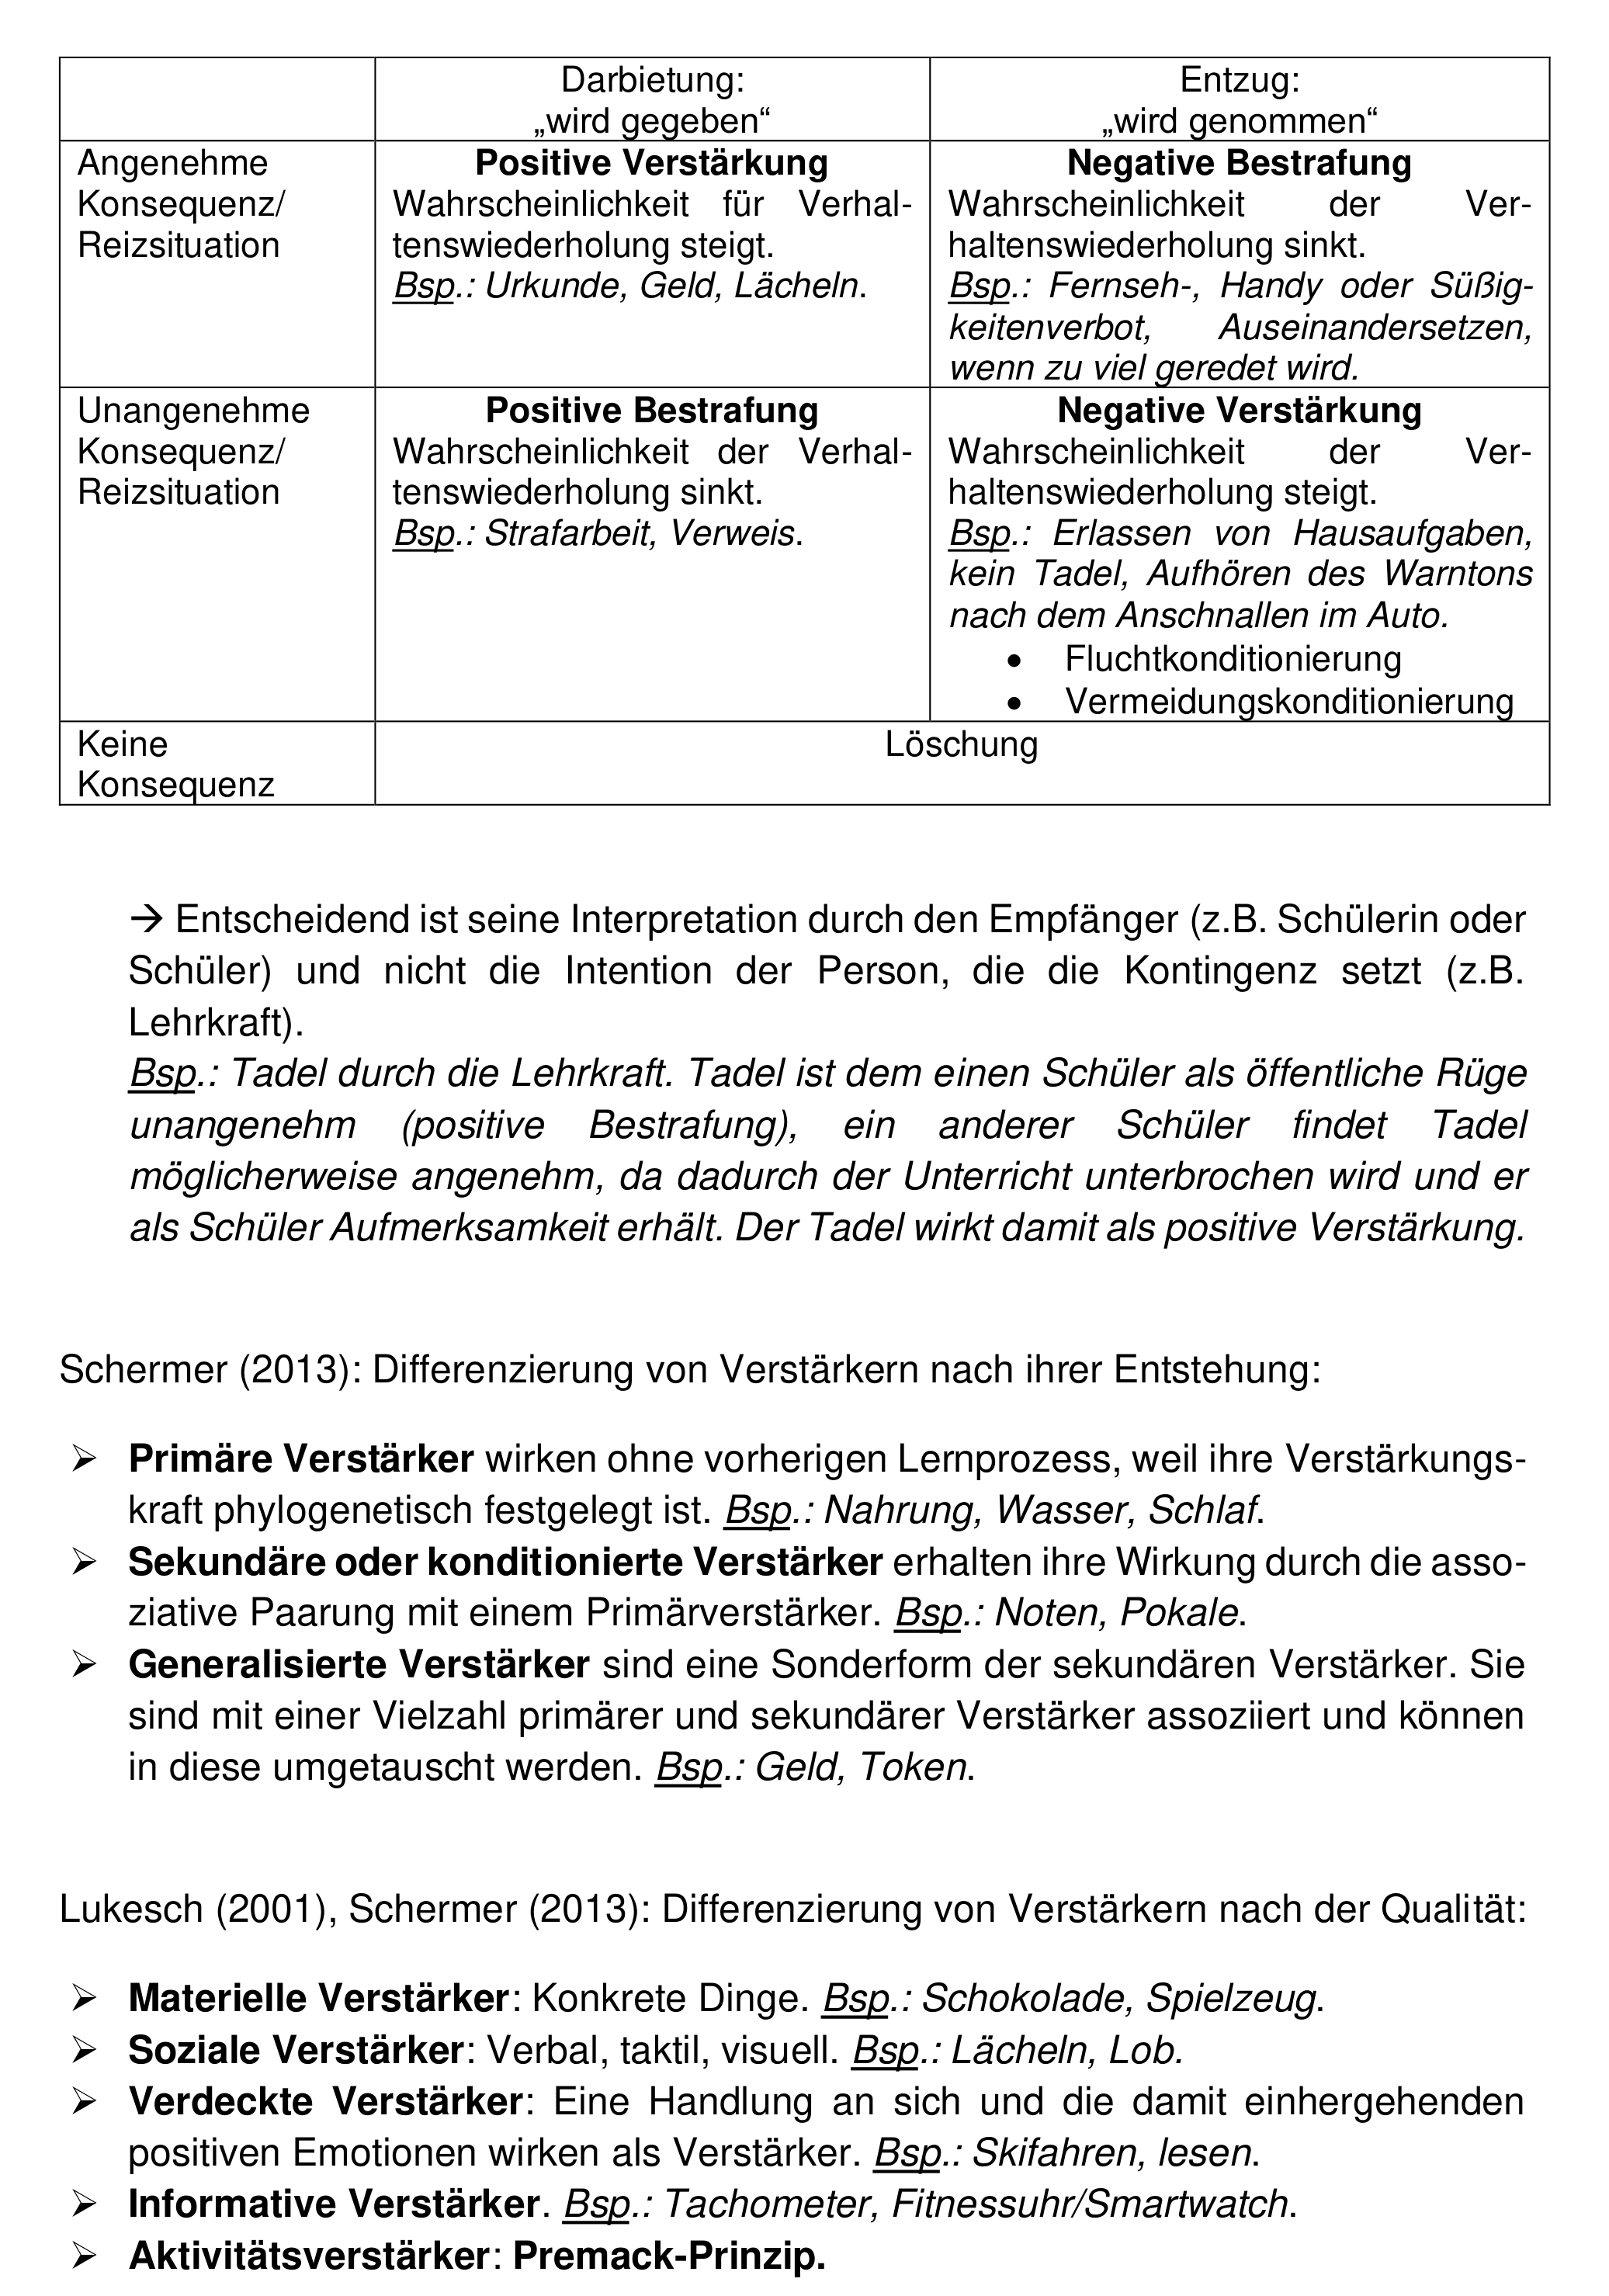 Darbietung:
„wird gegeben“
Entzug:
„wird genommen“
Angenehme
Konsequenz/
Reizsituation
Positive Verstärkung
Wahrscheinlichkeit für Verhal-
tenswiederholung steigt.
Bsp.: Urkunde, Geld, Lächeln.
Negative Bestrafung
Wahrscheinlichkeit der Ver-
haltenswiederholung sinkt.
Bsp.: Fernseh-, Handy oder Süßig-
keitenverbot, Auseinandersetzen,
wenn zu viel geredet wird.
Unangenehme
Konsequenz/
Reizsituation
Positive Bestrafung
Wahrscheinlichkeit der Verhal-
tenswiederholung sinkt.
Bsp.: Strafarbeit, Verweis.
Negative Verstärkung
Wahrscheinlichkeit der Ver-
haltenswiederholung steigt.
Bsp.: Erlassen von Hausaufgaben,
kein Tadel, Aufhören des Warntons
nach dem Anschnallen im Auto.
• Fluchtkonditionierung
• Vermeidungskonditionierung
Keine
Konsequenz
Löschung
→ Entscheidend ist seine Interpretation durch den Empfänger (z.B. Schülerin oder
Schüler) und nicht die Intention der Person, die die Kontingenz setzt (z.B.
Lehrkraft).
Bsp.: Tadel durch die Lehrkraft. Tadel ist dem einen Schüler als öffentliche Rüge
unangenehm (positive Bestrafung), ein anderer Schüler findet Tadel
möglicherweise angenehm, da dadurch der Unterricht unterbrochen wird und er
als Schüler Aufmerksamkeit erhält. Der Tadel wirkt damit als positive Verstärkung.
Schermer (2013): Differenzierung von Verstärkern nach ihrer Entstehung:
➢ Primäre Verstärker wirken ohne vorherigen Lernprozess, weil ihre Verstärkungs-
kraft phylogenetisch festgelegt ist. Bsp.: Nahrung, Wasser, Schlaf.
➢ Sekundäre oder konditionierte Verstärker erhalten ihre Wirkung durch die asso-
ziative Paarung mit einem Primärverstärker. Bsp.: Noten, Pokale.
➢ Generalisierte Verstärker sind eine Sonderform der sekundären Verstärker. Sie
sind mit einer Vielzahl primärer und sekundärer Verstärker assoziiert und können
in diese umgetauscht werden. Bsp.: Geld, Token.
Lukesch (2001), Schermer (2013): Differenzierung von Verstärkern nach der Qualität:
➢ Materielle Verstärker: Konkrete Dinge. Bsp.: Schokolade, Spielzeug.
➢ Soziale Verstärker: Verbal, taktil, visuell. Bsp.: Lächeln, Lob.
➢ Verdeckte Verstärker: Eine Handlung an sich und die damit einhergehenden
positiven Emotionen wirken als Verstärker. Bsp.: Skifahren, lesen.
➢ Informative Verstärker. Bsp.: Tachometer, Fitnessuhr/Smartwatch.
➢ Aktivitätsverstärker: Premack-Prinzip.